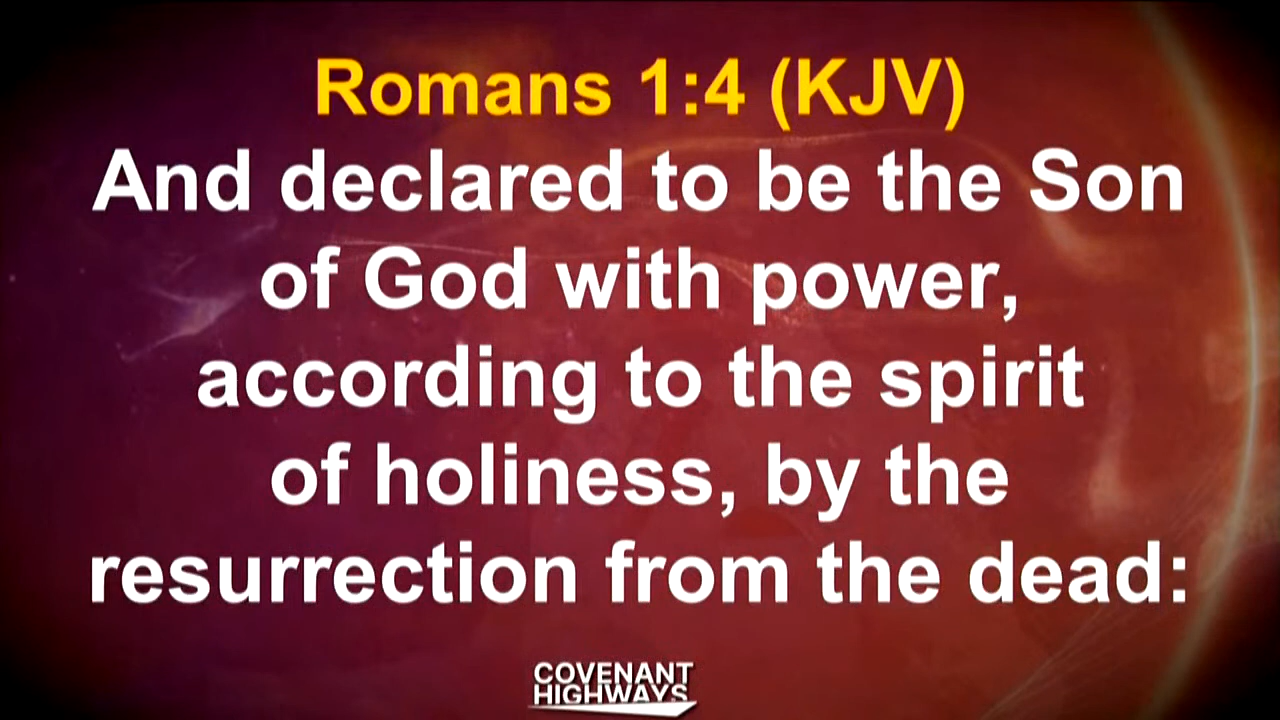 Romans 1:4 (KJV)
And declared to be the Son
of God with power,
according to the spirit
of holiness, by the
resurrection from the dead:
COVENANT
HIGHWAYS